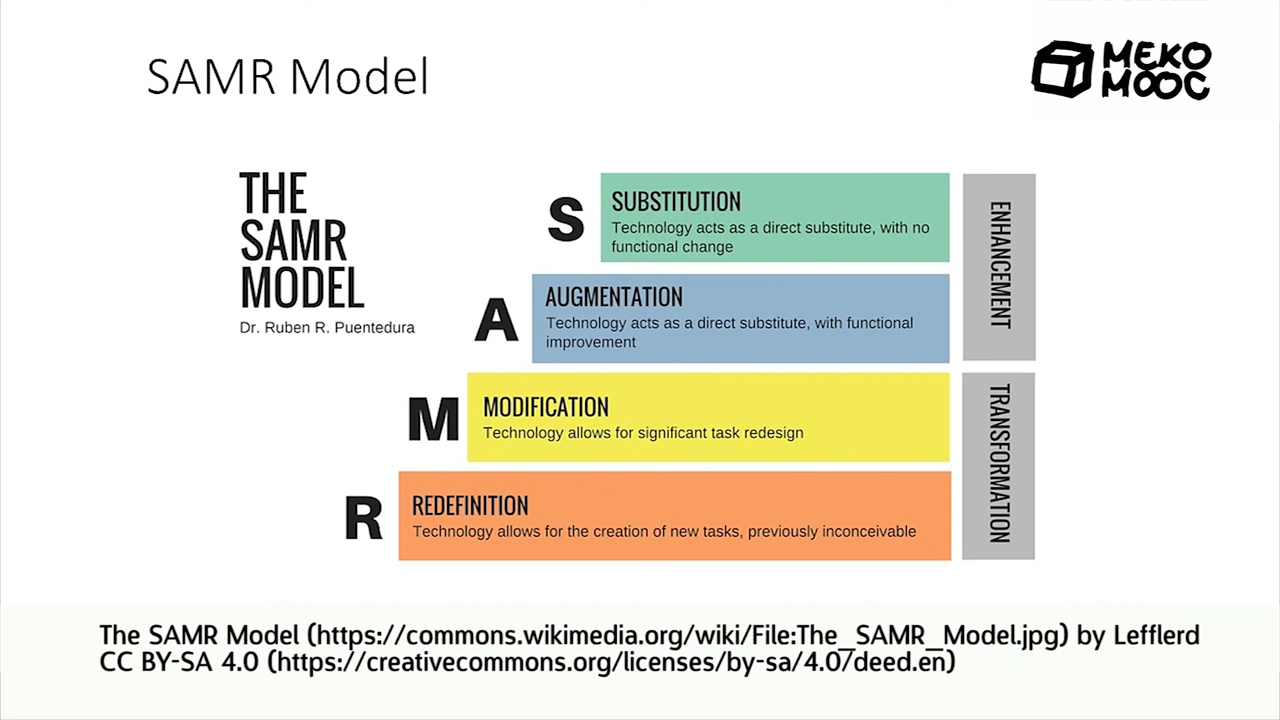 SAMR Model
MEKO
MOOC
THE
SAMR
MODEL
Dr. Ruben R. Puentedura
S
SUBSTITUTION
Technology acts as a direct substitute, with no
functional change
A
AUGMENTATION
Technology acts as a direct substitute, with functional
improvement
ENHANCEMENT
M
MODIFICATION
Technology allows for significant task redesign
R
REDEFINITION
Technology allows for the creation of new tasks, previously inconceivable
TRANSFORMATION
The SAMR Model (https://commons.wikimedia.org/wiki/File:The_SAMR_Model.jpg) by Lefflerd
CC BY-SA 4.0 (https://creativecommons.org/licenses/by-sa/4.0/deed.en)